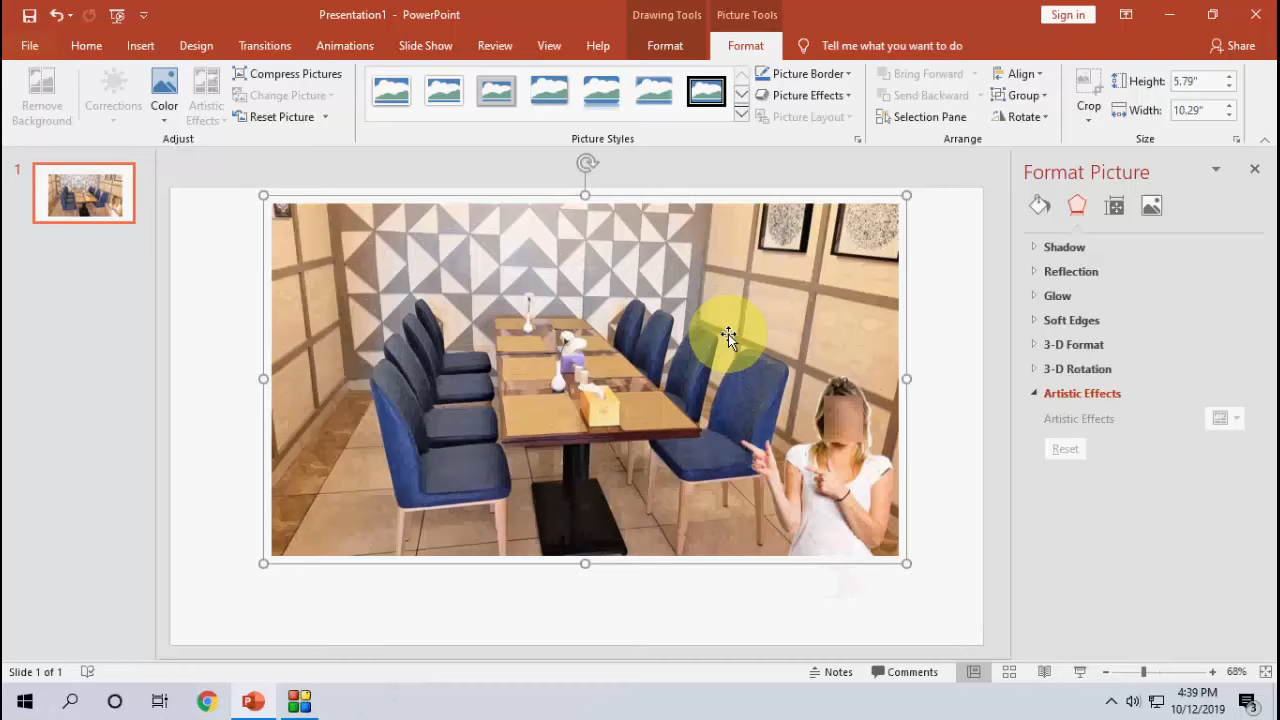 Presentation1 - PowerPoint
Drawing Tools
Picture Tools
Sign in
File
Home
Insert
Design
Transitions
Animations
Slide Show
Review
View
Help
Format
Format
Tell me what you want to do
Share
Remove Background
Corrections
Color
Artistic Effects
Compress Pictures
Change Picture
Reset Picture
Adjust
Picture Styles
Picture Border
Picture Effects
Picture Layout
Bring Forward
Send Backward
Selection Pane
Align
Group
Rotate
Arrange
Crop
Height: 5.79"
Width: 10.29"
Size
1
Format Picture
Shadow
Reflection
Glow
Soft Edges
3-D Format
3-D Rotation
Artistic Effects
Artistic Effects
Reset
Slide 1 of 1
Notes
Comments
68%
4:39 PM
10/12/2019
3